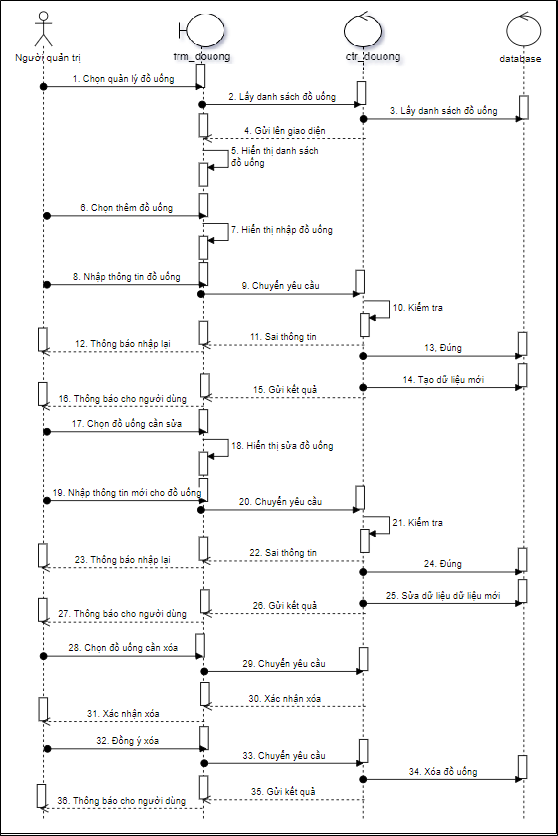 Người quản trị
frm_douong
ctr_douong
database
1. Chọn quản lý đồ uống
2. Lấy danh sách đồ uống
3. Lấy danh sách đồ uống
4. Gửi lên giao diện
5. Hiển thị danh sách
đồ uống
6. Chọn thêm đồ uống
7. Hiển thị nhập đồ uống
8. Nhập thông tin đồ uống
9. Chuyển yêu cầu
10. Kiểm tra
11. Sai thông tin
12. Thông báo nhập lại
13, Đúng
14. Tạo dữ liệu mới
15. Gửi kết quả
16. Thông báo cho người dùng
17. Chọn đồ uống cần sửa
18. Hiển thị sửa đồ uống
19. Nhập thông tin mới cho đồ uống
20. Chuyển yêu cầu
21. Kiểm tra
22. Sai thông tin
23. Thông báo nhập lại
24. Đúng
25. Sửa dữ liệu dữ liệu mới
26. Gửi kết quả
27. Thông báo cho người dùng
28. Chọn đồ uống cần xóa
29. Chuyển yêu cầu
30. Xác nhận xóa
31. Xác nhận xóa
32. Đồng ý xóa
33. Chuyển yêu cầu
34. Xóa đồ uống
35. Gửi kết quả
36. Thông báo cho người dùng